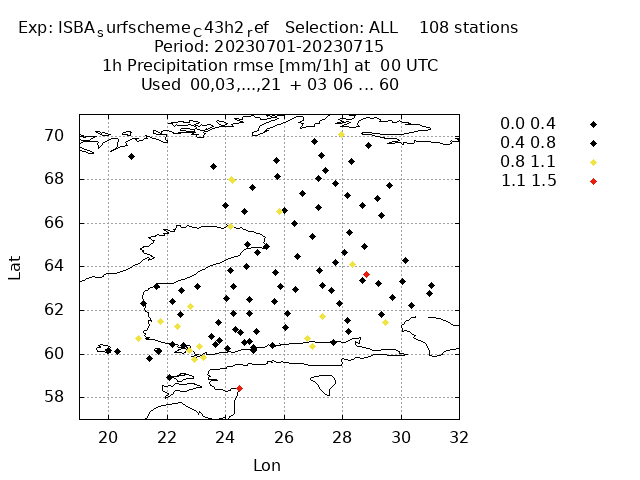 Exp: ISBA_surfscheme_C43h2_ref   Selection: ALL    108 stations
Period: 20230701-20230715
1h Precipitation rmse [mm/1h] at  00 UTC
Used  00,03,...,21  + 03 06 ... 60
0.0 0.4
0.4 0.8
0.8 1.1
1.1 1.5
70
68
66
64
62
60
58
Lat
20 22 24 26 28 30 32
Lon